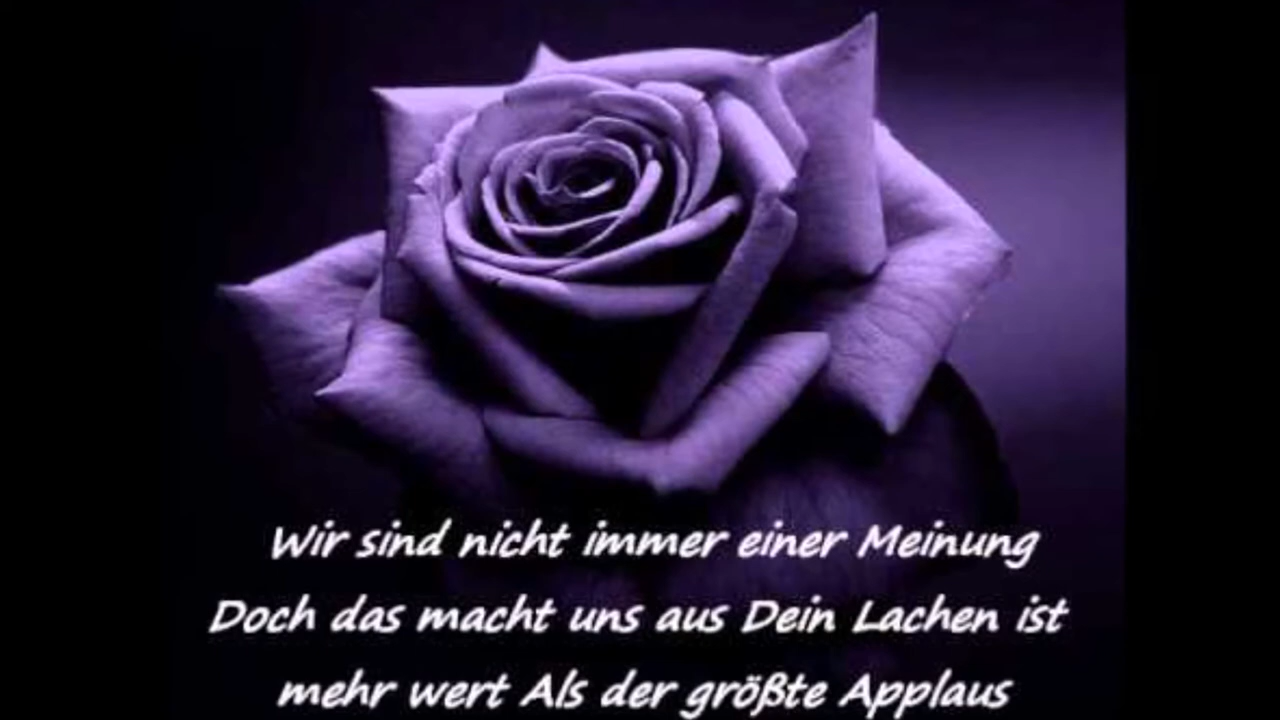 Wir sind nicht immer einer Meinung
Doch das macht uns aus Dein Lachen ist
mehr wert Als der größte Applaus